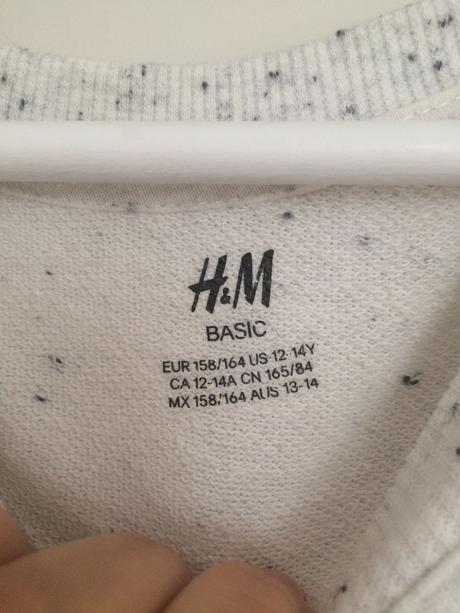 H&M
BASIC
EUR 158/164 US 12-14Y
CA 12-14A CN 165/84
MX 158/164 AUS 13-14